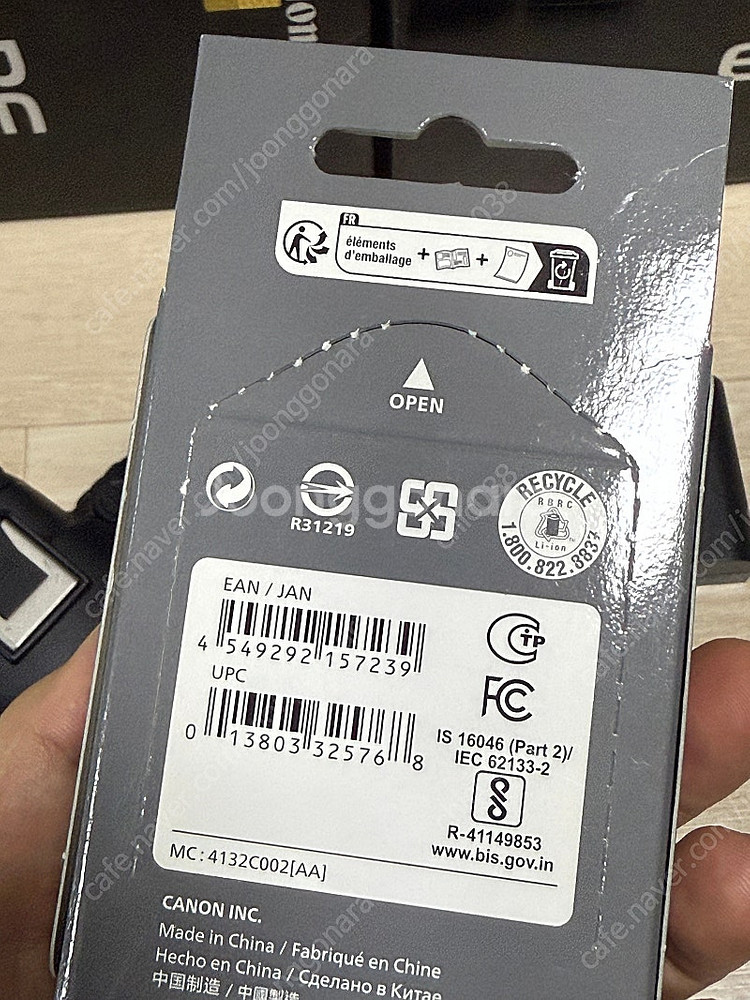 FR
éléments
d'emballage
OPEN
R31219
RECYCLE
RBRC
Li-ion
1.800.822.8837
EAN / JAN
4 549292 157239
UPC
0 13803 32576 8
FC
IS 16046 (Part 2)/
IEC 62133-2
R-41149853
www.bis.gov.in
MC: 4132C002[AA]
CANON INC.
Made in China / Fabriqué en Chine
Hecho en China / Сделано в Китае
中国制造 / 中國製造
Joonggonara
cafe.naver.com/joonggonara